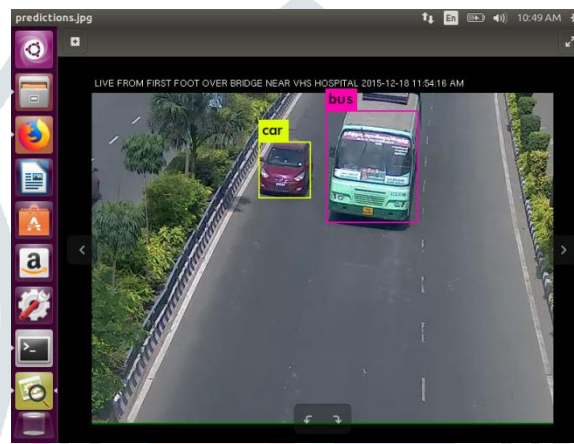 predictions.jpg
En
10:49 AM
LIVE FROM FIRST FOOT OVER BRIDGE NEAR VHS HOSPITAL 2015-12-18 11:54:16 AM
bus
car
A
a
>_